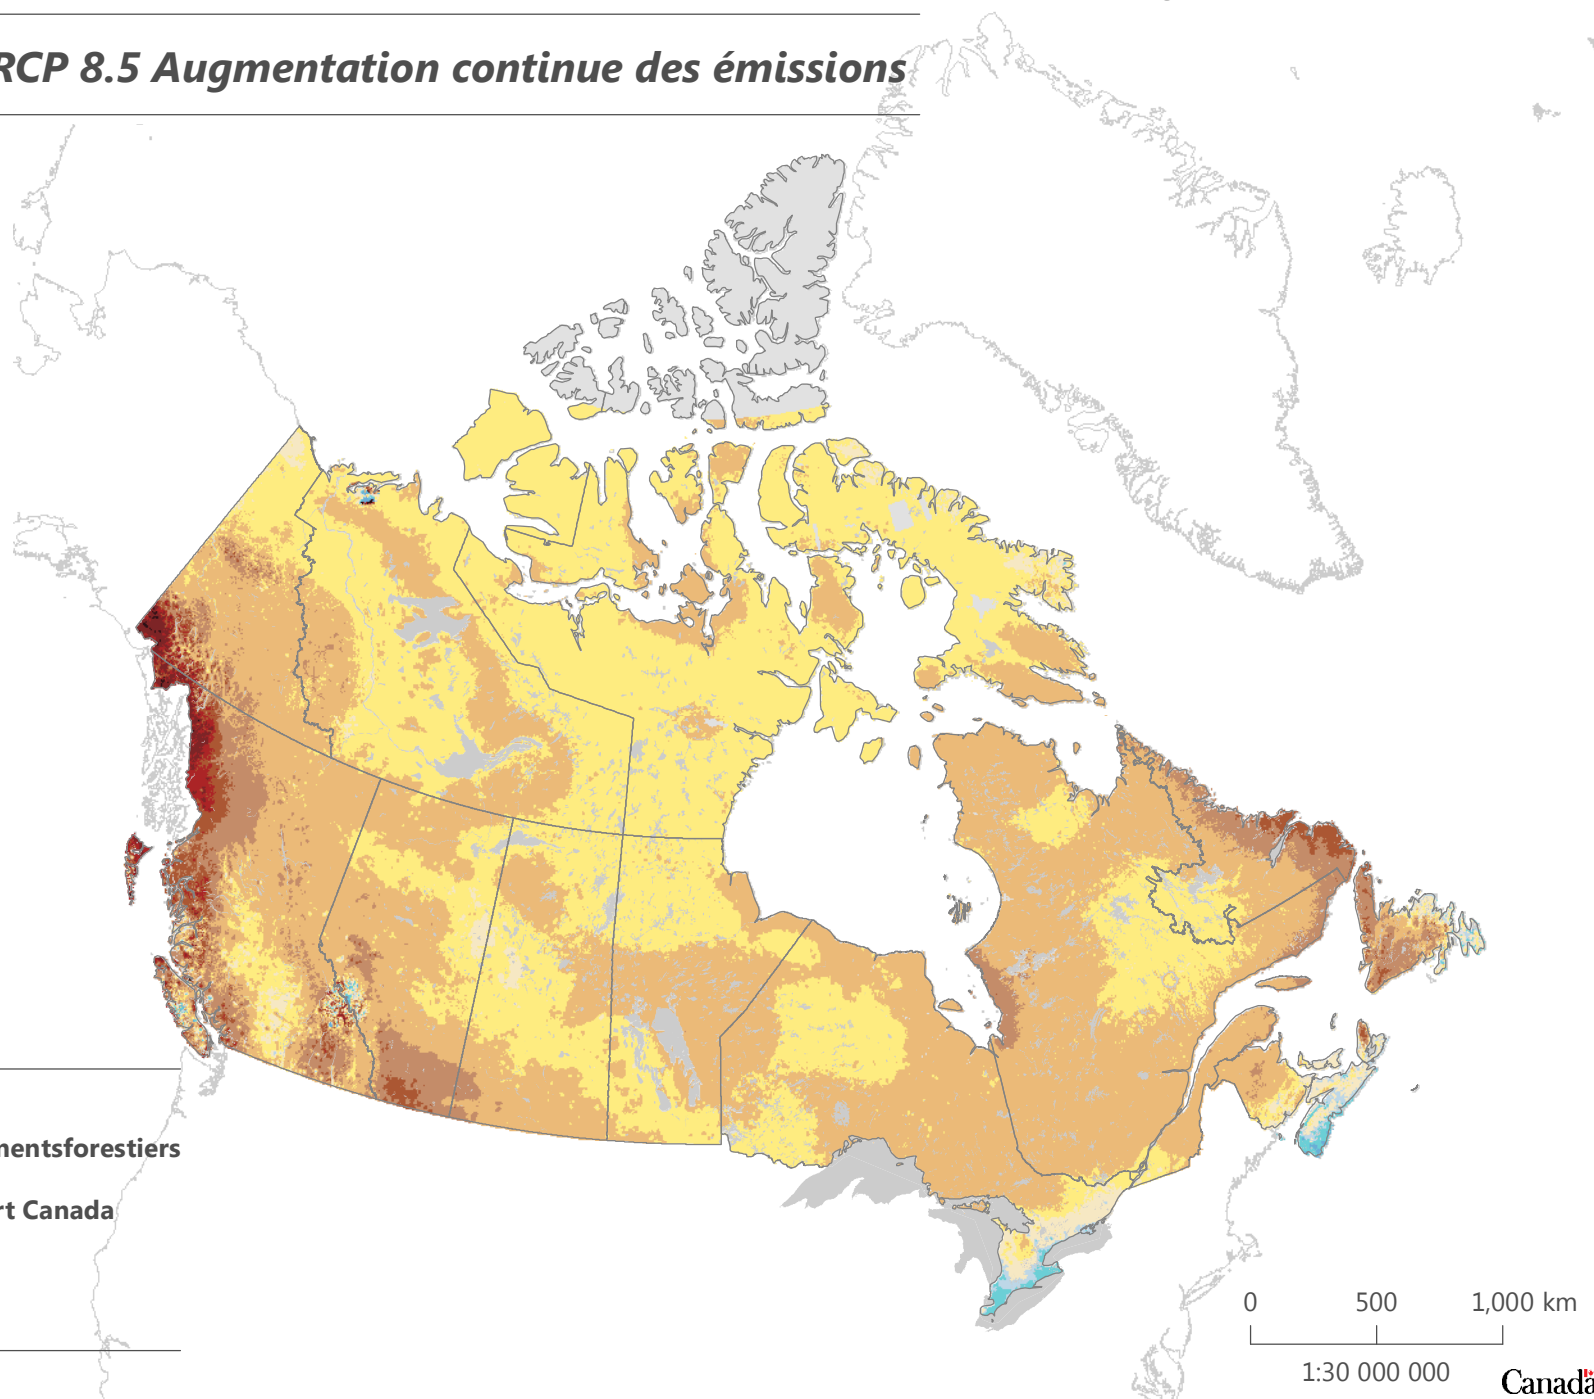 RCP 8.5 Augmentation continue des émissions
mentsforestiers
rt Canada
0 500 1,000 km
1:30 000 000
Canada